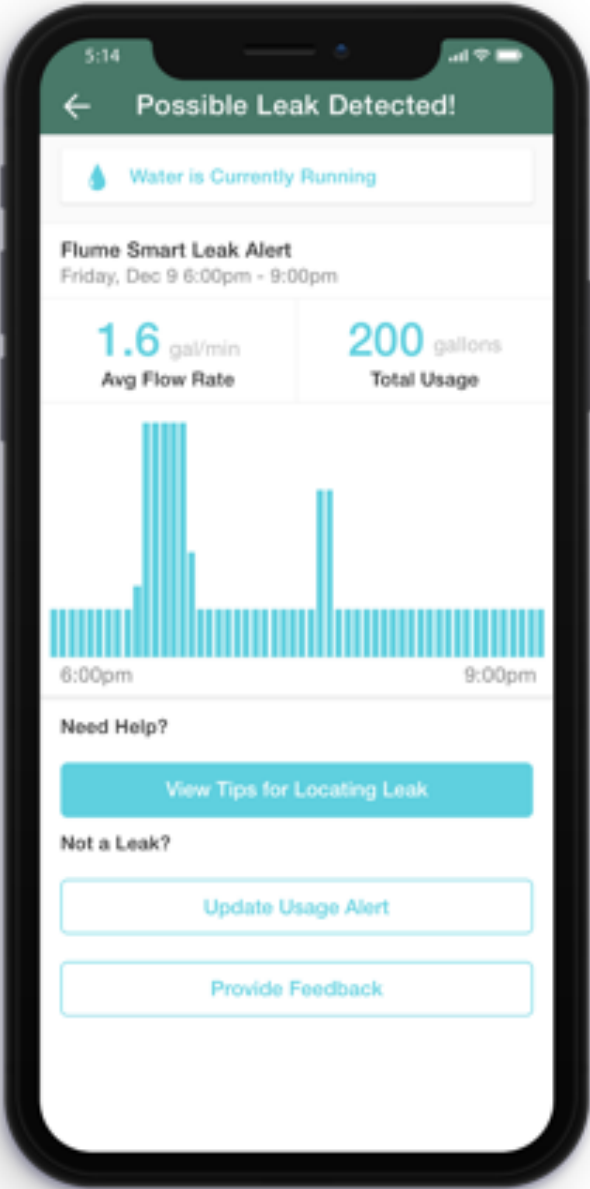 5:14
Possible Leak Detected!
Water is Currently Running
Flume Smart Leak Alert
Friday, Dec 9 6:00pm - 9:00pm
1.6 gal/min
Avg Flow Rate
200 gallons
Total Usage
6:00pm
9:00pm
Need Help?
View Tips for Locating Leak
Not a Leak?
Update Usage Alert
Provide Feedback